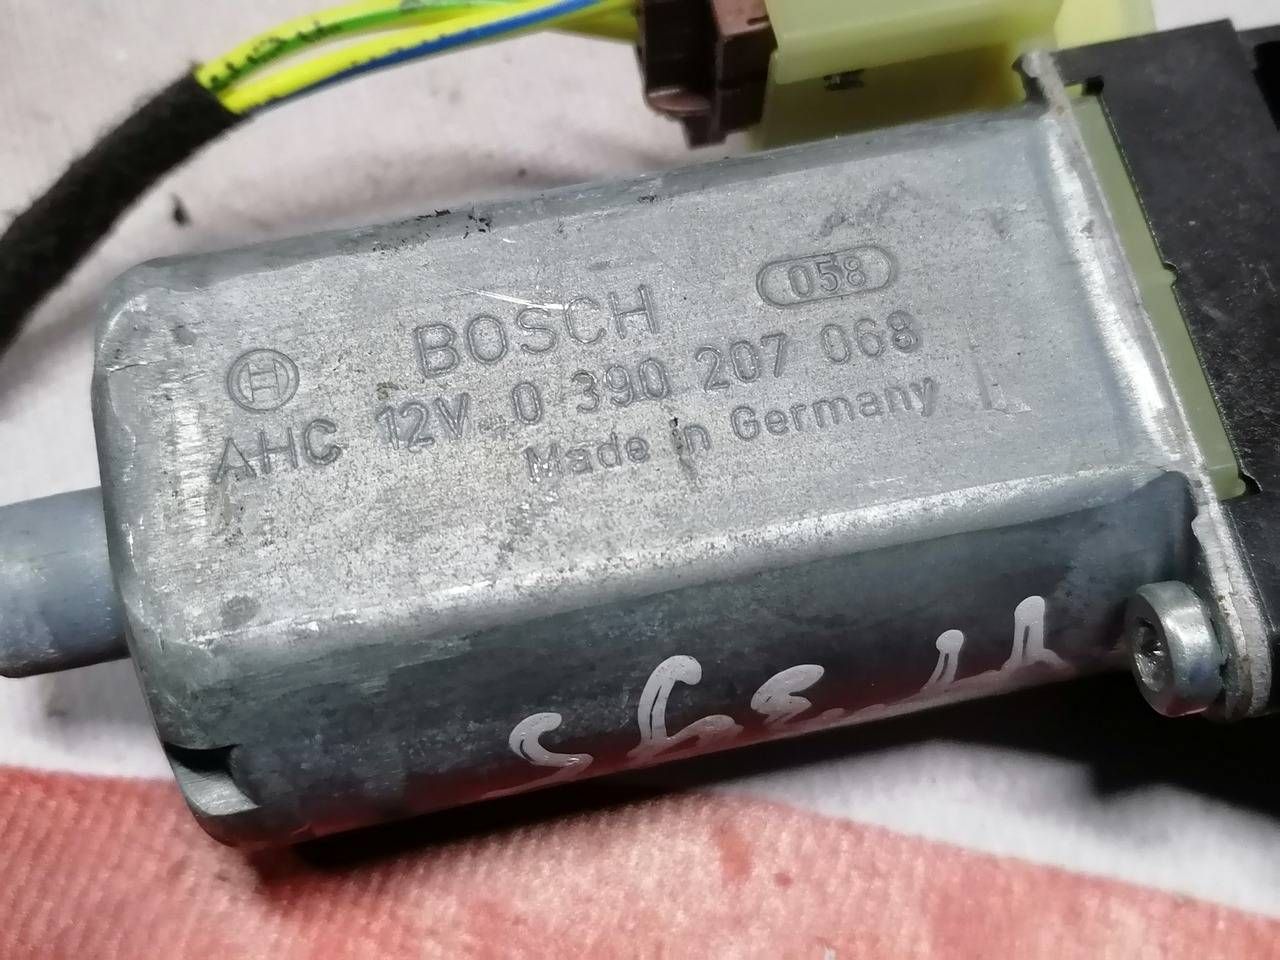 058
BOSCH
AHC 12V 0 390 207 068
Made in Germany